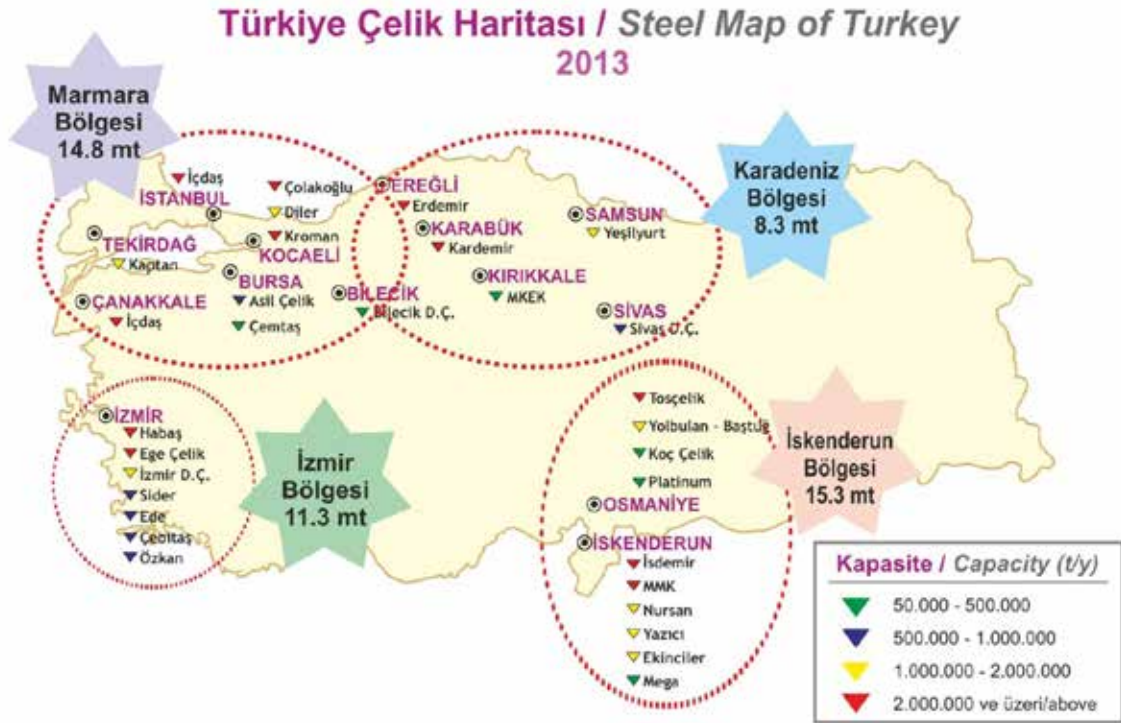 Türkiye Çelik Haritası / Steel Map of Turkey
2013
Marmara
Bölgesi
14.8 mt
Karadeniz
Bölgesi
8.3 mt
İçdaş
İSTANBUL
Çolakoğlu
Diler
Kroman
KOCAELİ
TEKİRDAĞ
Kaptan
BURSA
Asil Çelik
Çemtaş
ÇANAKKALE
İçdaş
BİLECİK
Bilecik D.Ç.
EREĞLİ
Erdemir
KARABÜK
Kardemir
SAMSUN
Yeşilyurt
KIRIKKALE
MKEK
SİVAS
Sivas D.Ç.
İZMİR
Habaş
Ege Çelik
İzmir D.Ç.
Sider
Ede
Çebitaş
Özkan
İzmir
Bölgesi
11.3 mt
Tosçelik
Yolbulan - Baştuğ
Koç Çelik
Platinum
OSMANİYE
İSKENDERUN
İsdemir
MMK
Nursan
Yazıcı
Ekinciler
Mega
İskenderun
Bölgesi
15.3 mt
Kapasite / Capacity (t/y)
50.000 - 500.000
500.000 - 1.000.000
1.000.000 - 2.000.000
2.000.000 ve üzeri/above